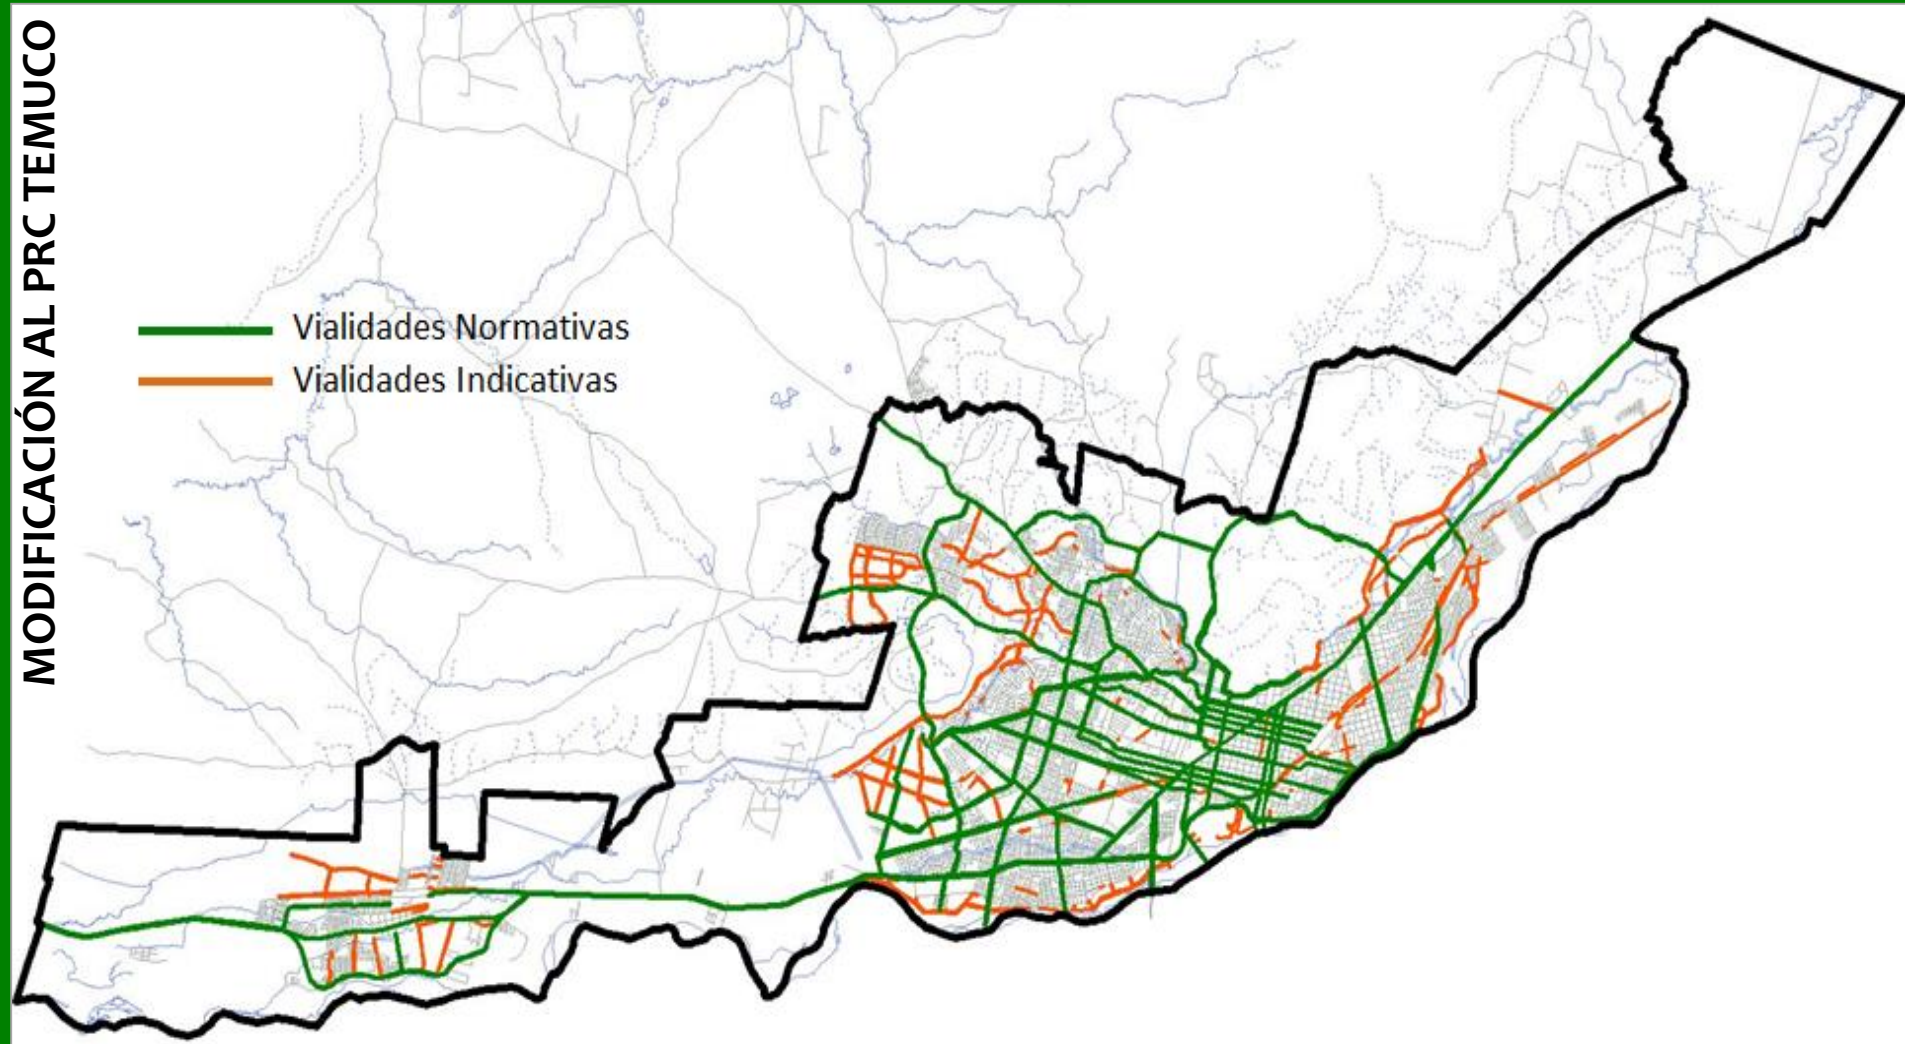 MODIFICACIÓN AL PRC TEMUCO
Vialidades Normativas
Vialidades Indicativas